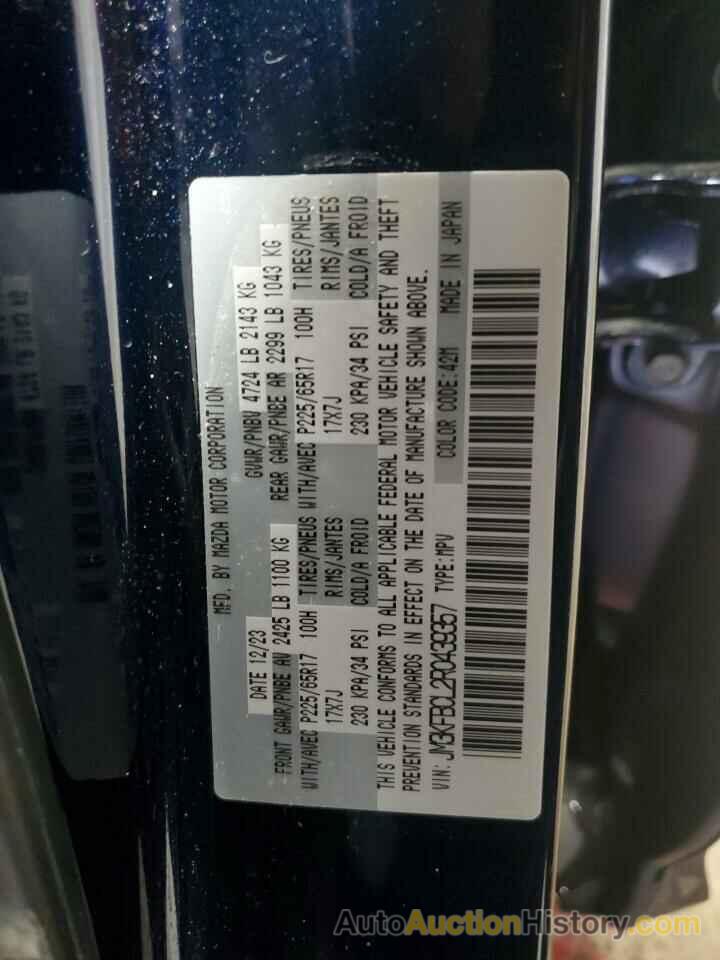 MFD. BY MAZDA MOTOR CORPORATION
DATE 12/23 GVWR/PNBV 4724 LB 2143 KG
FRONT GAWR/PNBE AV 2425 LB 1100 KG REAR GAWR/PNBE AR 2299 LB 1043 KG
WITH/AVEC P225/65R17 100H TIRES/PNEUS WITH/AVEC P225/65R17 100H TIRES/PNEUS
17X7J RIMS/JANTES 17X7J RIMS/JANTES
230 KPA/34 PSI COLD/A FROID 230 KPA/34 PSI COLD/A FROID
THIS VEHICLE CONFORMS TO ALL APPLICABLE FEDERAL MOTOR VEHICLE SAFETY AND THEFT
PREVENTION STANDARDS IN EFFECT ON THE DATE OF MANUFACTURE SHOWN ABOVE.
VIN: JM3KFBCL2R0439357 TYPE:MPV COLOR CODE:42M MADE IN JAPAN
AutoAuctionHistory.com